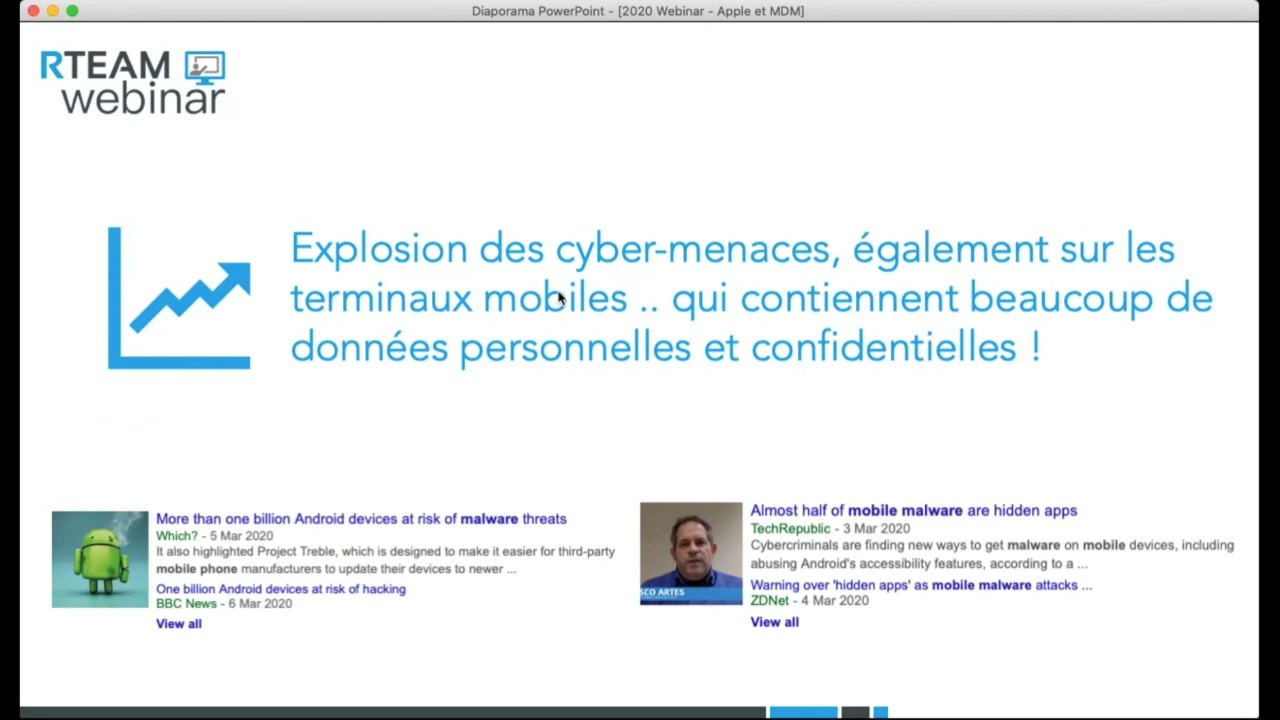 Diaporama PowerPoint - [2020 Webinar - Apple et MDM]
RTEAM
webinar
Explosion des cyber-menaces, également sur les
terminaux mobiles .. qui contiennent beaucoup de
données personnelles et confidentielles !
More than one billion Android devices at risk of malware threats
Which? - 5 Mar 2020
It also highlighted Project Treble, which is designed to make it easier for third-party
mobile phone manufacturers to update their devices to newer ...
One billion Android devices at risk of hacking
BBC News - 6 Mar 2020
View all
SCO ARTES
Almost half of mobile malware are hidden apps
TechRepublic - 3 Mar 2020
Cybercriminals are finding new ways to get malware on mobile devices, including
abusing Android's accessibility features, according to a ...
Warning over 'hidden apps' as mobile malware attacks ...
ZDNet - 4 Mar 2020
View all